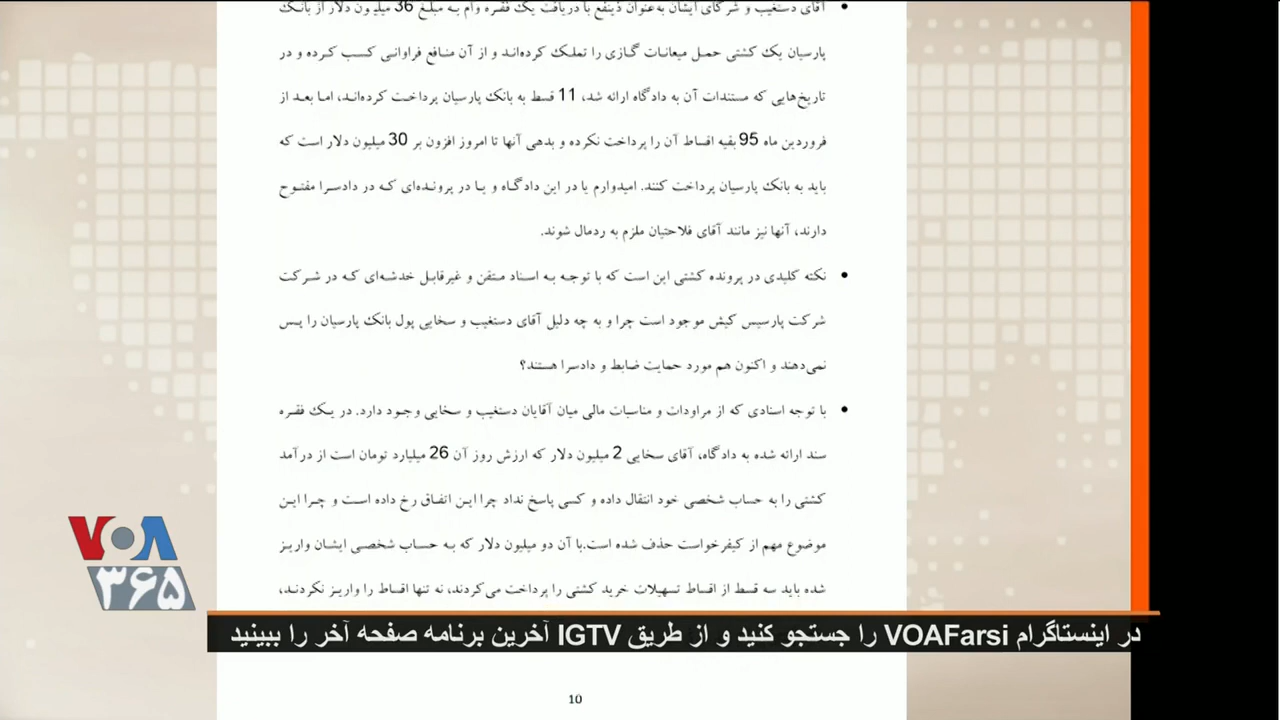 آقای دستغیب و شرکای ایشان به‌عنوان ذینفع با دریافت یک فقره وام به مبلغ 36 میلیون دلار از بانک
پارسیان یک کشتی حمل میعانات گازی را تملک کرده‌اند و از آن منافع فراوانی کسب کرده و در
تاریخ‌هایی که مستندات آن به دادگاه ارائه شد، 11 قسط به بانک پارسیان پرداخت کرده‌اند، اما بعد از
فروردین ماه 95 بقیه اقساط آن را پرداخت نکرده و بدهی آنها تا امروز افزون بر 30 میلیون دلار است که
باید به بانک پارسیان پرداخت کنند. امیدوارم یا در این دادگاه و یا در پرونده‌ای که در دادسرا مفتوح
دارند، آنها نیز مانند آقای فلاحتیان ملزم به ردمال شوند.
• نکته کلیدی در پرونده کشتی این است که با توجه به اسناد متقن و غیرقابل خدشه‌ای که در شرکت
شرکت پارسیس کیش موجود است چرا و به چه دلیل آقای دستغیب و سخایی پول بانک پارسیان را پس
نمی‌دهند و اکنون هم مورد حمایت ضابط و دادسرا هستند؟
• با توجه اسنادی که از مراودات و مناسبات مالی میان آقایان دستغیب و سخایی وجود دارد. در یک فقره
سند ارائه شده به دادگاه، آقای سخایی 2 میلیون دلار که ارزش روز آن 26 میلیارد تومان است از درآمد
کشتی را به حساب شخصی خود انتقال داده و کسی پاسخ نداد چرا این اتفاق رخ داده است و چرا این
موضوع مهم از کیفرخواست حذف شده است.با آن دو میلیون دلار که به حساب شخصی ایشان واریز
شده باید سه قسط از اقساط تسهیلات خرید کشتی را پرداخت می‌کردند، نه تنها اقساط را واریز نکردند،
VOA
۳۶۵
در اینستاگرام VOAFarsi را جستجو کنید و از طریق IGTV آخرین برنامه صفحه آخر را ببینید
10